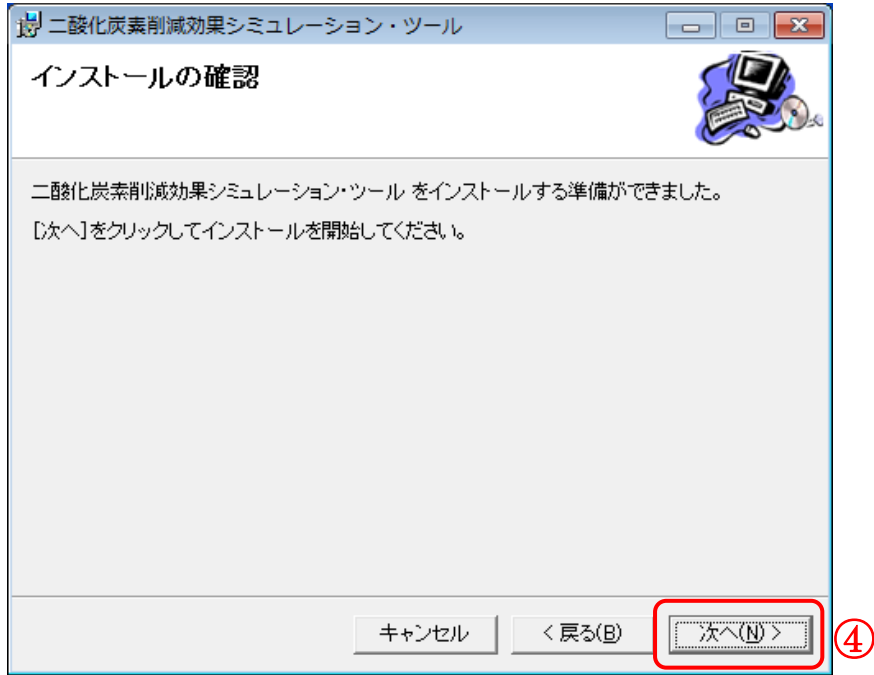 二酸化炭素削減効果シミュレーション・ツール
インストールの確認
二酸化炭素削減効果シミュレーション・ツール をインストールする準備ができました。
[次へ]をクリックしてインストールを開始してください。
キャンセル
< 戻る(B)
次へ(N) >
④